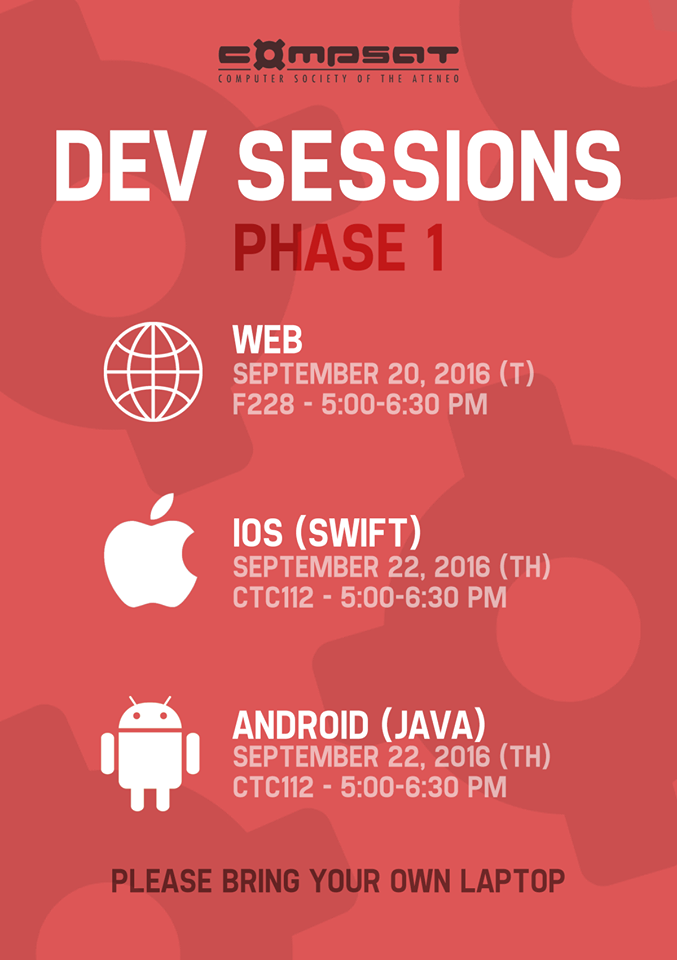 COMPSAT
COMPUTER SOCIETY OF THE ATENEO
DEV SESSIONS
PHASE 1
WEB
SEPTEMBER 20, 2016 (T)
F228 - 5:00-6:30 PM
IOS (SWIFT)
SEPTEMBER 22, 2016 (TH)
CTC112 - 5:00-6:30 PM
ANDROID (JAVA)
SEPTEMBER 22, 2016 (TH)
CTC112 - 5:00-6:30 PM
PLEASE BRING YOUR OWN LAPTOP